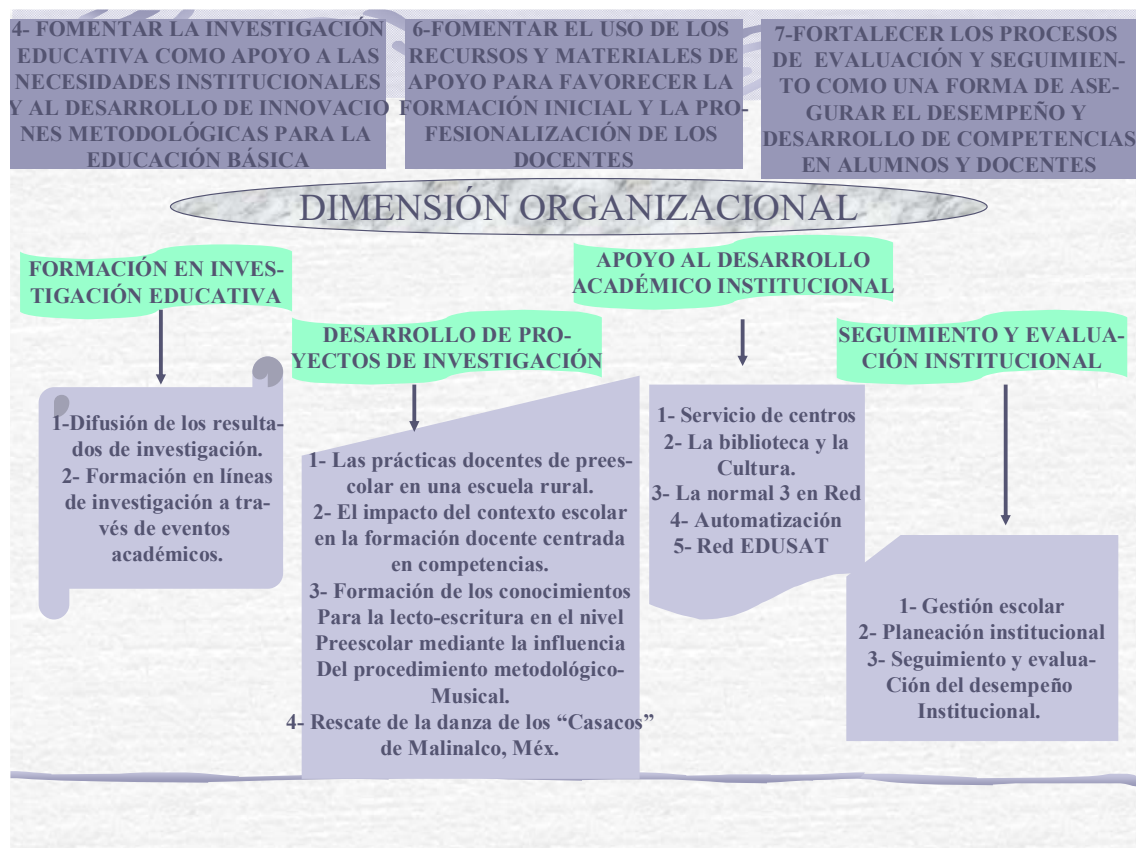 4- FOMENTAR LA INVESTIGACIÓN
EDUCATIVA COMO APOYO A LAS
NECESIDADES INSTITUCIONALES
Y AL DESARROLLO DE INNOVACIO
NES METODOLÓGICAS PARA LA
EDUCACIÓN BÁSICA
6-FOMENTAR EL USO DE LOS
RECURSOS Y MATERIALES DE
APOYO PARA FAVORECER LA
FORMACIÓN INICIAL Y LA PRO-
FESIONALIZACIÓN DE LOS
DOCENTES
7-FORTALECER LOS PROCESOS
DE EVALUACIÓN Y SEGUIMIEN-
TO COMO UNA FORMA DE ASE-
GURAR EL DESEMPEÑO Y
DESARROLLO DE COMPETENCIAS
EN ALUMNOS Y DOCENTES
DIMENSIÓN ORGANIZACIONAL
FORMACIÓN EN INVES-
TIGACIÓN EDUCATIVA
1-Difusión de los resulta-
dos de investigación.
2- Formación en líneas
de investigación a tra-
vés de eventos
académicos.
DESARROLLO DE PRO-
YECTOS DE INVESTIGACIÓN
1- Las prácticas docentes de prees-
colar en una escuela rural.
2- El impacto del contexto escolar
en la formación docente centrada
en competencias.
3- Formación de los conocimientos
Para la lecto-escritura en el nivel
Preescolar mediante la influencia
Del procedimiento metodológico-
Musical.
4- Rescate de la danza de los “Casacos”
de Malinalco, Méx.
APOYO AL DESARROLLO
ACADÉMICO INSTITUCIONAL
1- Servicio de centros
2- La biblioteca y la
Cultura.
3- La normal 3 en Red
4- Automatización
5- Red EDUSAT
SEGUIMIENTO Y EVALUA-
CIÓN INSTITUCIONAL
1- Gestión escolar
2- Planeación institucional
3- Seguimiento y evalua-
Ción del desempeño
Institucional.